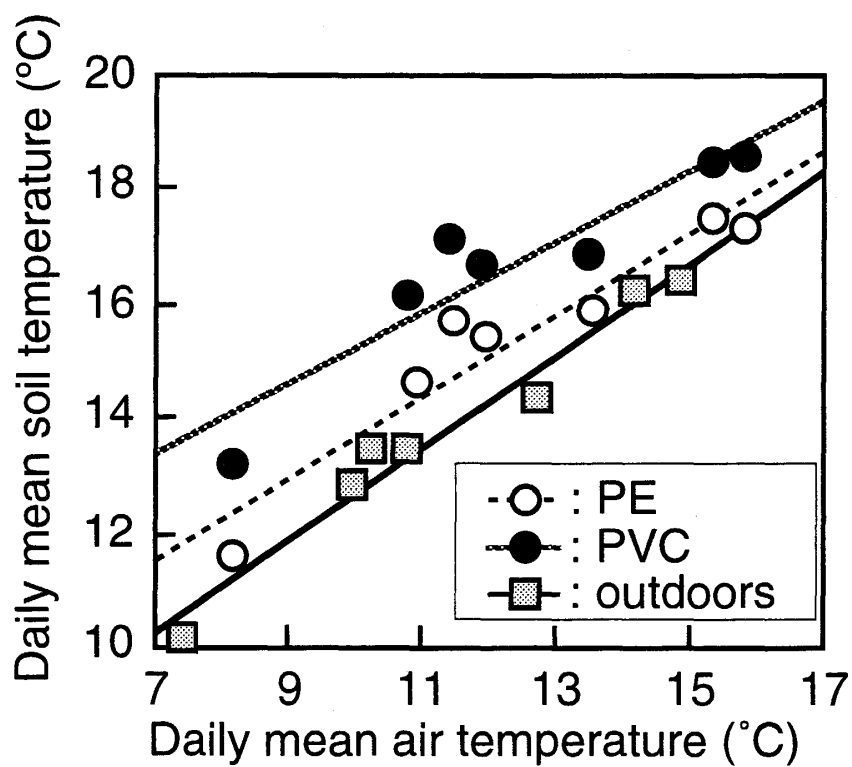 Daily mean soil temperature (°C)
20
18
16
14
12
10
7 9 11 13 15 17
Daily mean air temperature (°C)
: PE
: PVC
: outdoors